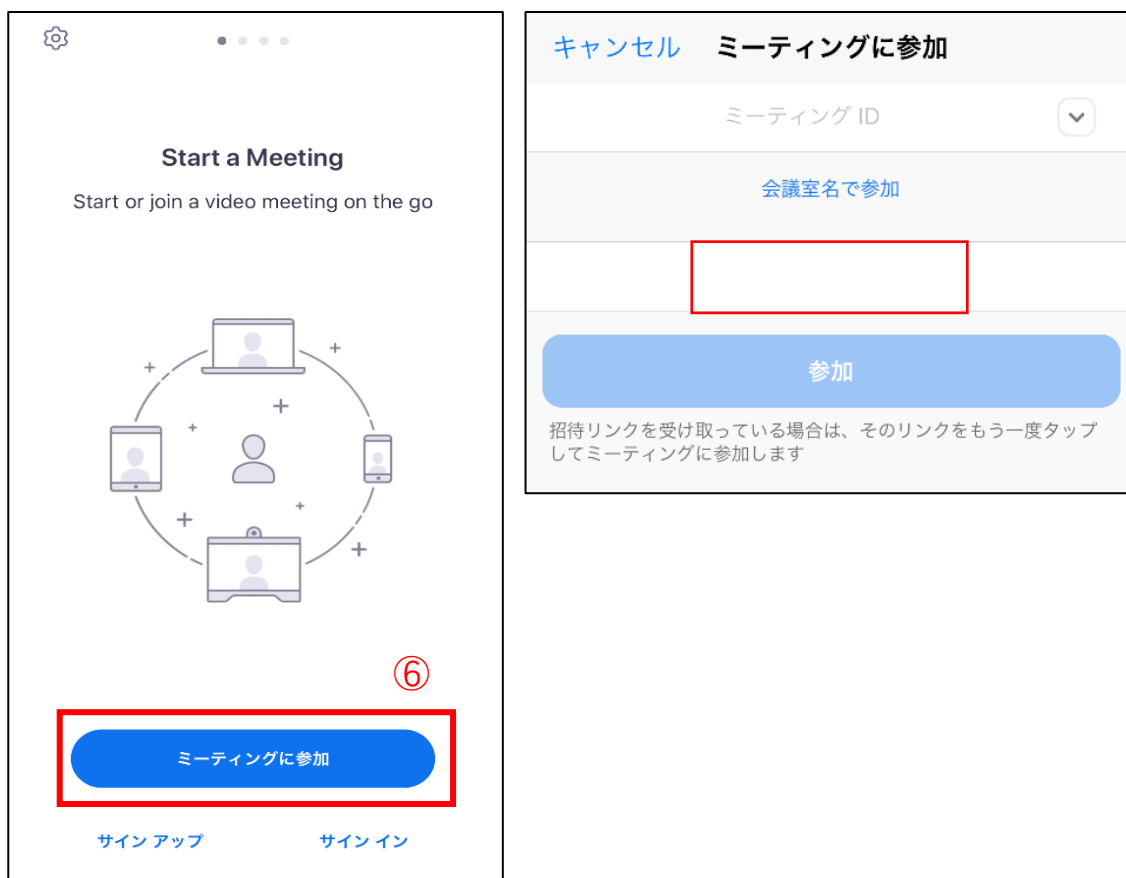 Start a Meeting
Start or join a video meeting on the go
⑥
ミーティングに参加
サイン アップ
サイン イン
キャンセル
ミーティングに参加
ミーティング ID
会議室名で参加
参加
招待リンクを受け取っている場合は、そのリンクをもう一度タップ
してミーティングに参加します